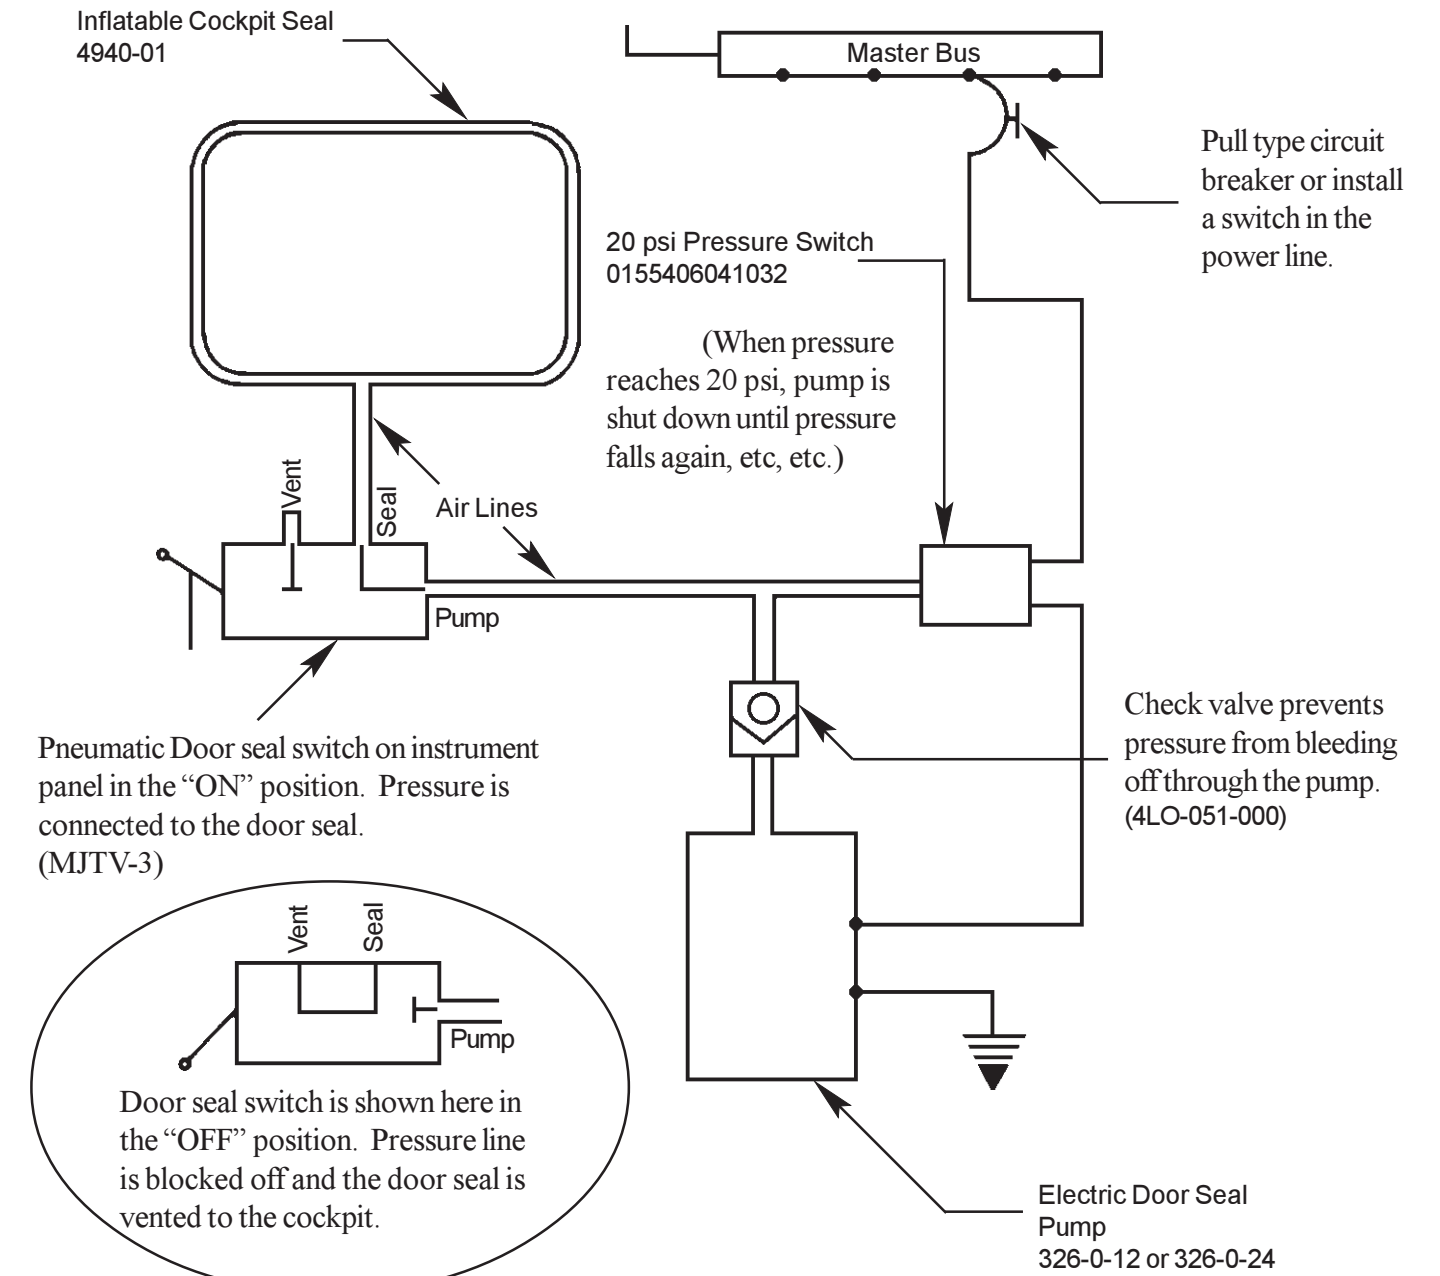 Inflatable Cockpit Seal
4940-01
Master Bus
Pull type circuit
breaker or install
a switch in the
power line.
20 psi Pressure Switch
0155406041032
(When pressure
reaches 20 psi, pump is
shut down until pressure
falls again, etc, etc.)
Vent
Seal
Air Lines
Pump
Pneumatic Door seal switch on instrument
panel in the “ON” position.  Pressure is
connected to the door seal.
(MJTV-3)
Check valve prevents
pressure from bleeding
off through the pump.
(4LO-051-000)
Vent
Seal
Pump
Door seal switch is shown here in
the “OFF” position.  Pressure line
is blocked off and the door seal is
vented to the cockpit.
Electric Door Seal
Pump
326-0-12 or 326-0-24